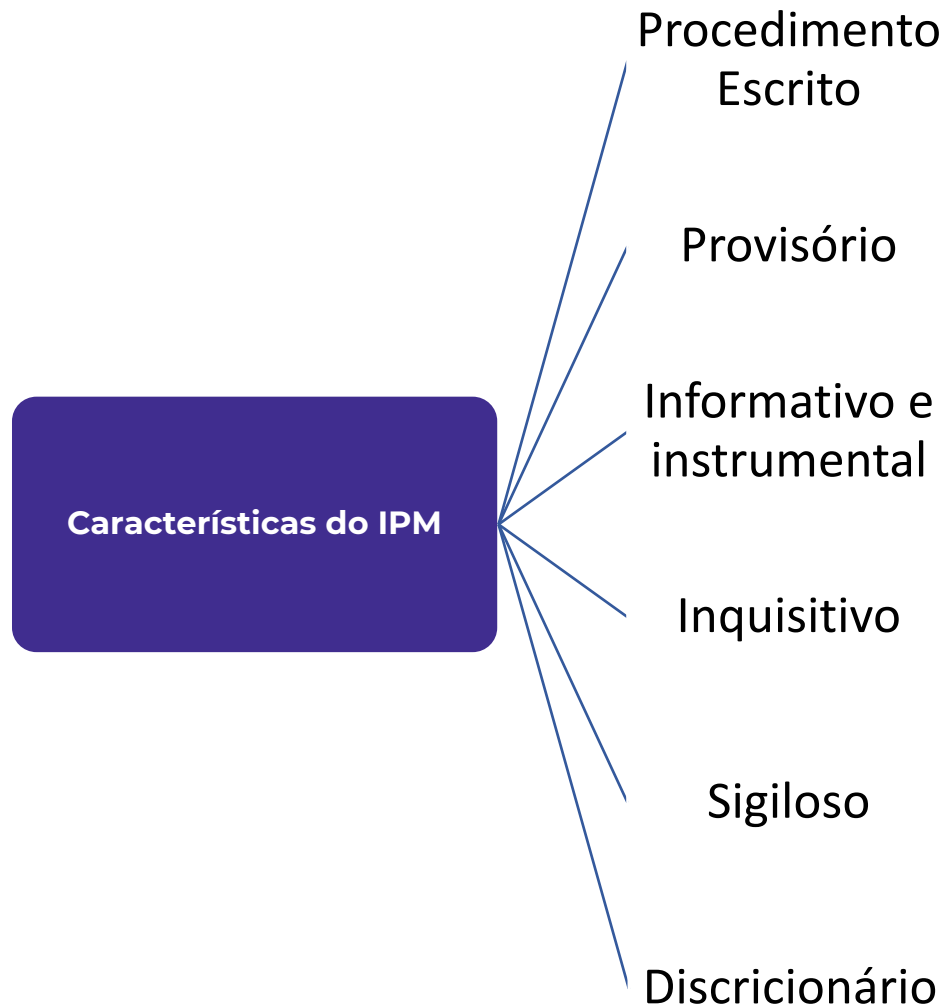 Procedimento
Escrito
Provisório
Informativo e
instrumental
Características do IPM
Inquisitivo
Sigiloso
Discricionário